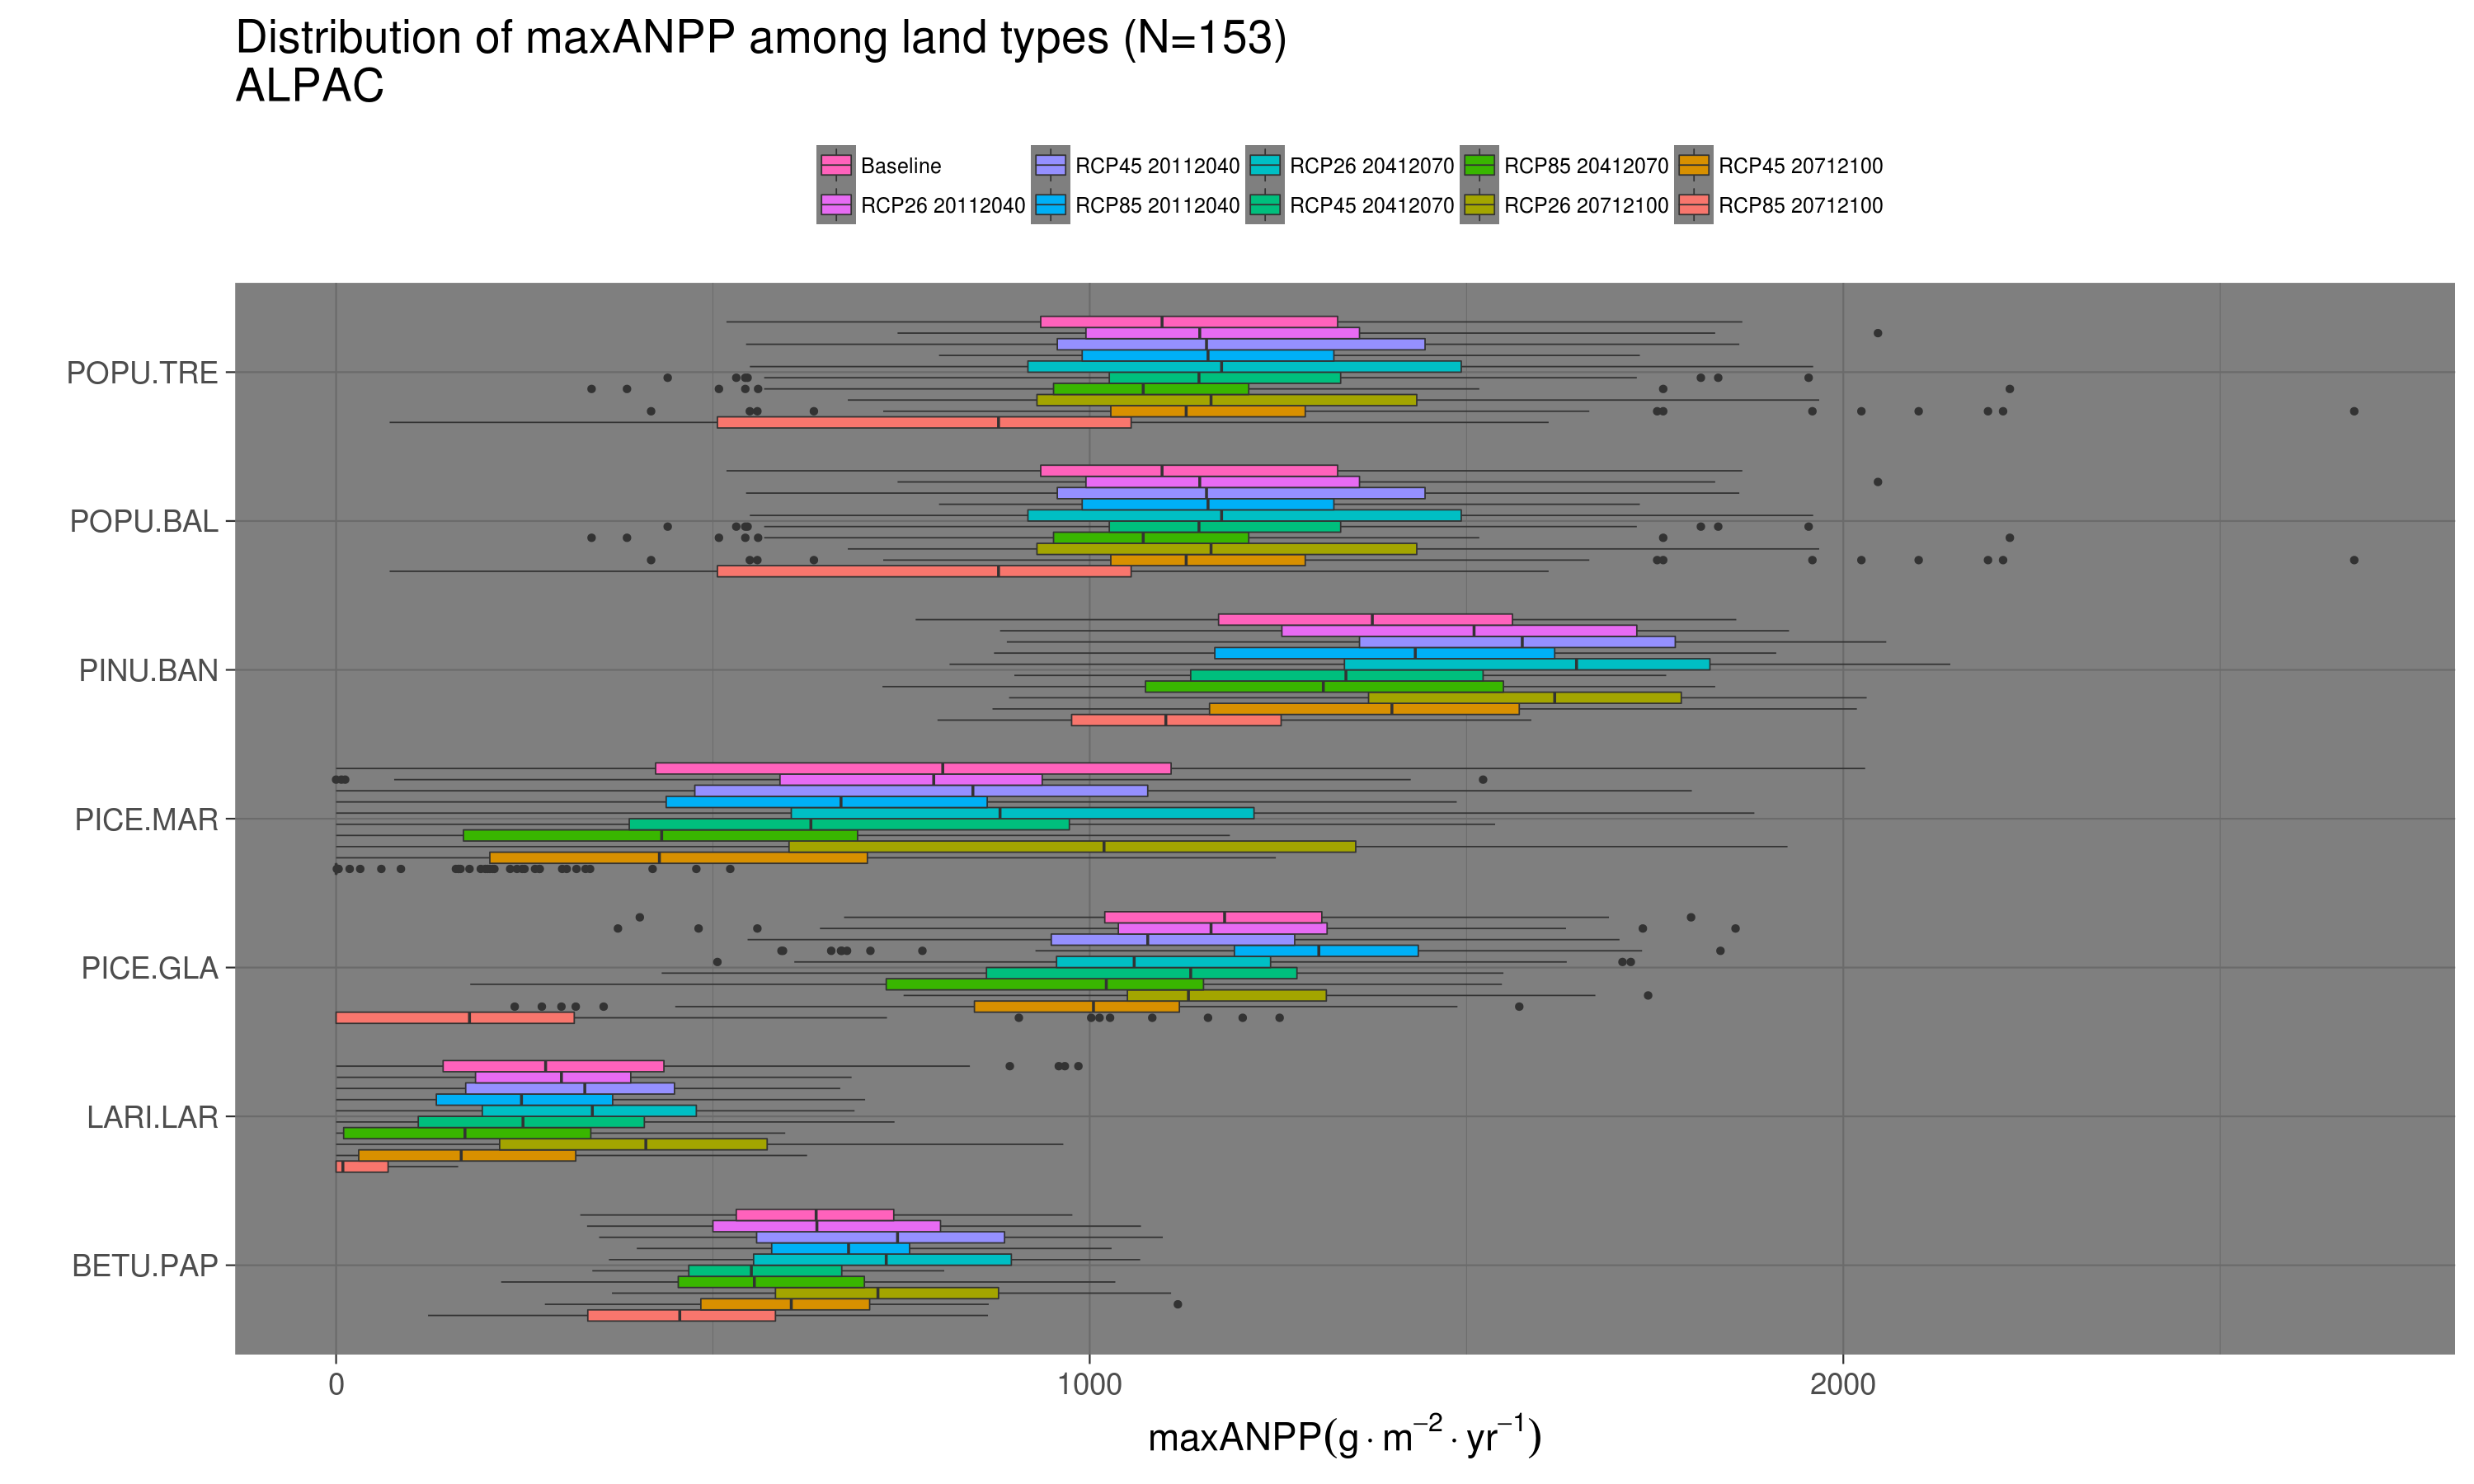 Distribution of maxANPP among land types (N=153)
ALPAC
Baseline RCP45 20112040 RCP26 20412070 RCP85 20412070 RCP45 20712100
RCP26 20112040 RCP85 20112040 RCP45 20412070 RCP26 20712100 RCP85 20712100
POPU.TRE
POPU.BAL
PINU.BAN
PICE.MAR
PICE.GLA
LARI.LAR
BETU.PAP
0 1000 2000
maxANPP(g·m⁻²·yr⁻¹)